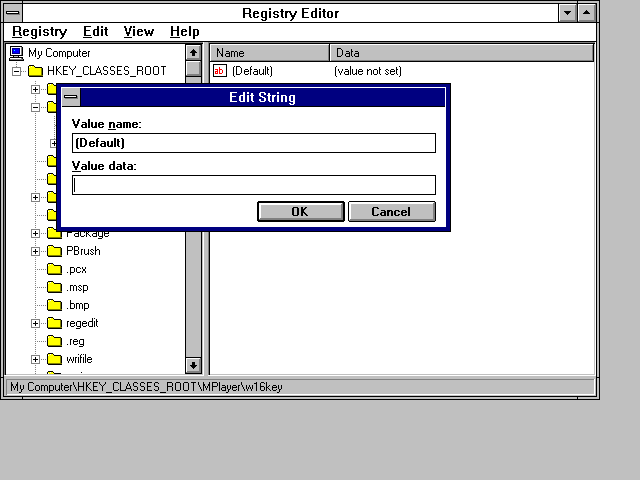 Registry Editor
Registry Edit View Help
My Computer
HKEY_CLASSES_ROOT
Name Data
(Default) (value not set)
Edit String
Value name:
(Default)
Value data:
OK Cancel
Package
PBrush
.pcx
.msp
.bmp
regedit
.reg
wrifile
My Computer\HKEY_CLASSES_ROOT\MPlayer\w16key